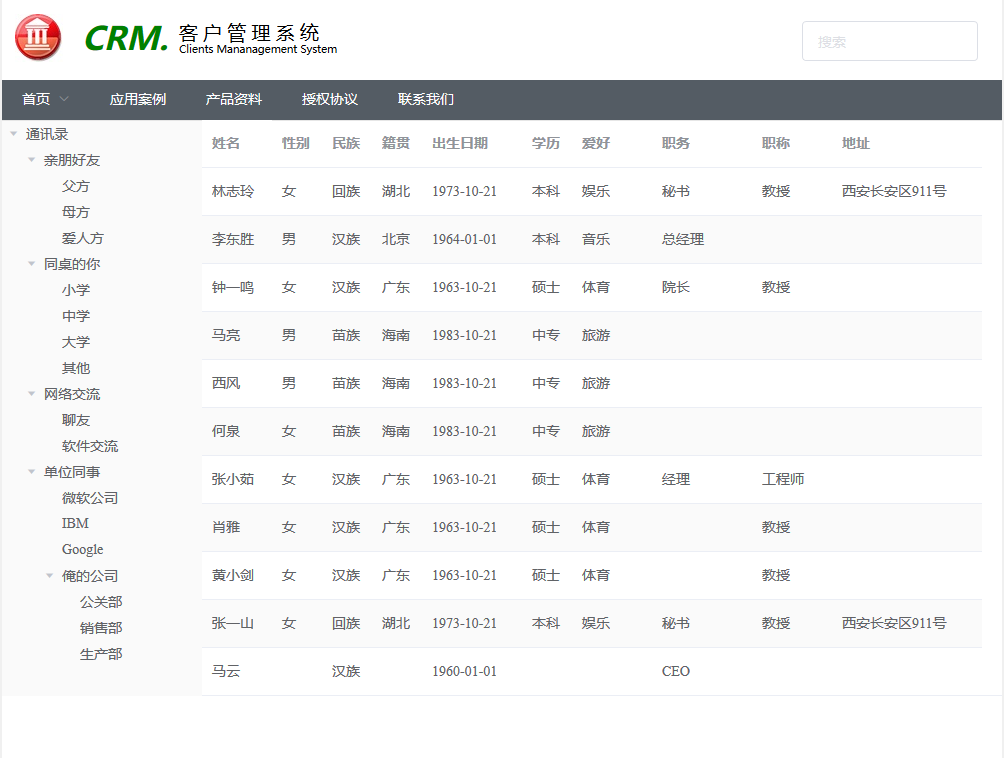 CRM. 客户管理系统
Clients Mananagement System
搜索
首页 应用案例 产品资料 授权协议 联系我们
通讯录
亲朋好友
父方
母方
爱人方
同桌的你
小学
中学
大学
其他
网络交流
聊友
软件交流
单位同事
微软公司
IBM
Google
俺的公司
公关部
销售部
生产部
姓名 性别 民族 籍贯 出生日期 学历 爱好 职务 职称 地址
林志玲 女 回族 湖北 1973-10-21 本科 娱乐 秘书 教授 西安长安区911号
李东胜 男 汉族 北京 1964-01-01 本科 音乐 总经理
钟一鸣 女 汉族 广东 1963-10-21 硕士 体育 院长 教授
马亮 男 苗族 海南 1983-10-21 中专 旅游
西风 男 苗族 海南 1983-10-21 中专 旅游
何泉 女 苗族 海南 1983-10-21 中专 旅游
张小茹 女 汉族 广东 1963-10-21 硕士 体育 经理 工程师
肖雅 女 汉族 广东 1963-10-21 硕士 体育 教授
黄小剑 女 汉族 广东 1963-10-21 硕士 体育 教授
张一山 女 回族 湖北 1973-10-21 本科 娱乐 秘书 教授 西安长安区911号
马云 汉族 1960-01-01 CEO